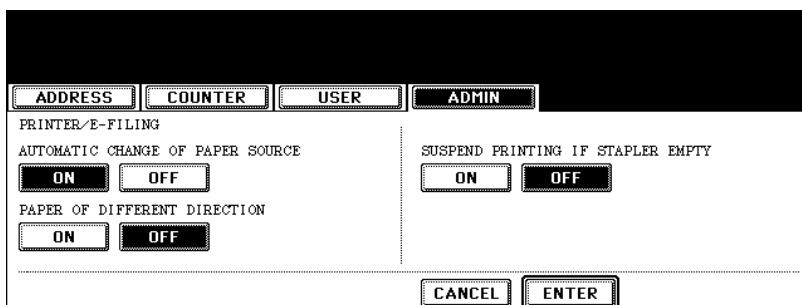 ADDRESS COUNTER USER ADMIN
PRINTER/E-FILING
AUTOMATIC CHANGE OF PAPER SOURCE
ON OFF
PAPER OF DIFFERENT DIRECTION
ON OFF
SUSPEND PRINTING IF STAPLER EMPTY
ON OFF
CANCEL ENTER